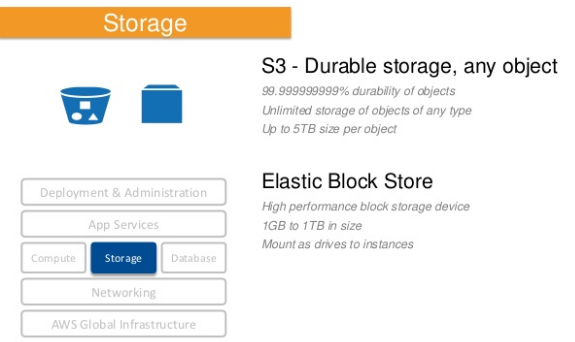 Storage
S3 - Durable storage, any object
99.999999999% durability of objects
Unlimited storage of objects of any type
Up to 5TB size per object
Elastic Block Store
High performance block storage device
1GB to 1TB in size
Mount as drives to instances
Deployment & Administration
App Services
Compute Storage Database
Networking
AWS Global Infrastructure